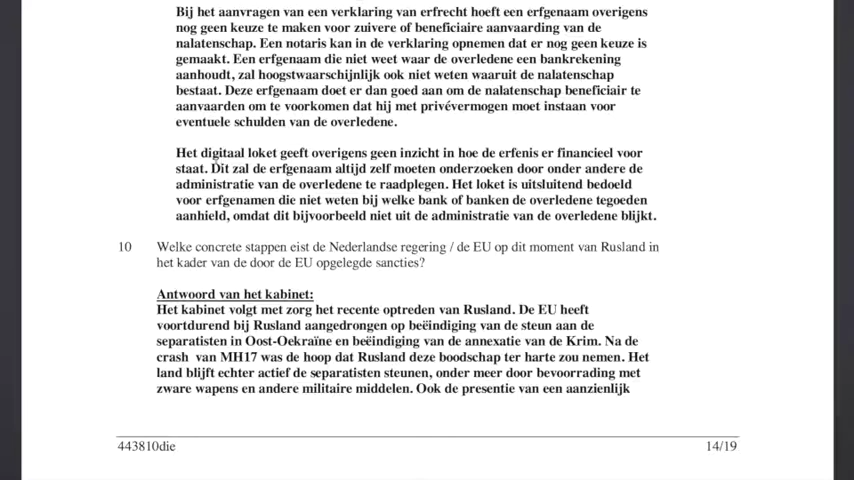 Bij het aanvragen van een verklaring van erfrecht hoeft een erfgenaam overigens
nog geen keuze te maken voor zuivere of beneficiaire aanvaarding van de
nalatenschap. Een notaris kan in de verklaring opnemen dat er nog geen keuze is
gemaakt. Een erfgenaam die niet weet waar de overledene een bankrekening
aanhoudt, zal hoogstwaarschijnlijk ook niet weten waaruit de nalatenschap
bestaat. Deze erfgenaam doet er dan goed aan om de nalatenschap beneficiair te
aanvaarden om te voorkomen dat hij met privévermogen moet instaan voor
eventuele schulden van de overledene.
Het digitaal loket geeft overigens geen inzicht in hoe de erfenis er financieel voor
staat. Dit zal de erfgenaam altijd zelf moeten onderzoeken door onder andere de
administratie van de overledene te raadplegen. Het loket is uitsluitend bedoeld
voor erfgenamen die niet weten bij welke bank of banken de overledene tegoeden
aanhield, omdat dit bijvoorbeeld niet uit de administratie van de overledene blijkt.
10 Welke concrete stappen eist de Nederlandse regering / de EU op dit moment van Rusland in
het kader van de door de EU opgelegde sancties?
Antwoord van het kabinet:
Het kabinet volgt met zorg het recente optreden van Rusland. De EU heeft
voortdurend bij Rusland aangedrongen op beëindiging van de steun aan de
separatisten in Oost-Oekraïne en beëindiging van de annexatie van de Krim. Na de
crash van MH17 was de hoop dat Rusland deze boodschap ter harte zou nemen. Het
land blijft echter actief de separatisten steunen, onder meer door bevoorrading met
zware wapens en andere militaire middelen. Ook de presentie van een aanzienlijk
443810die 14/19